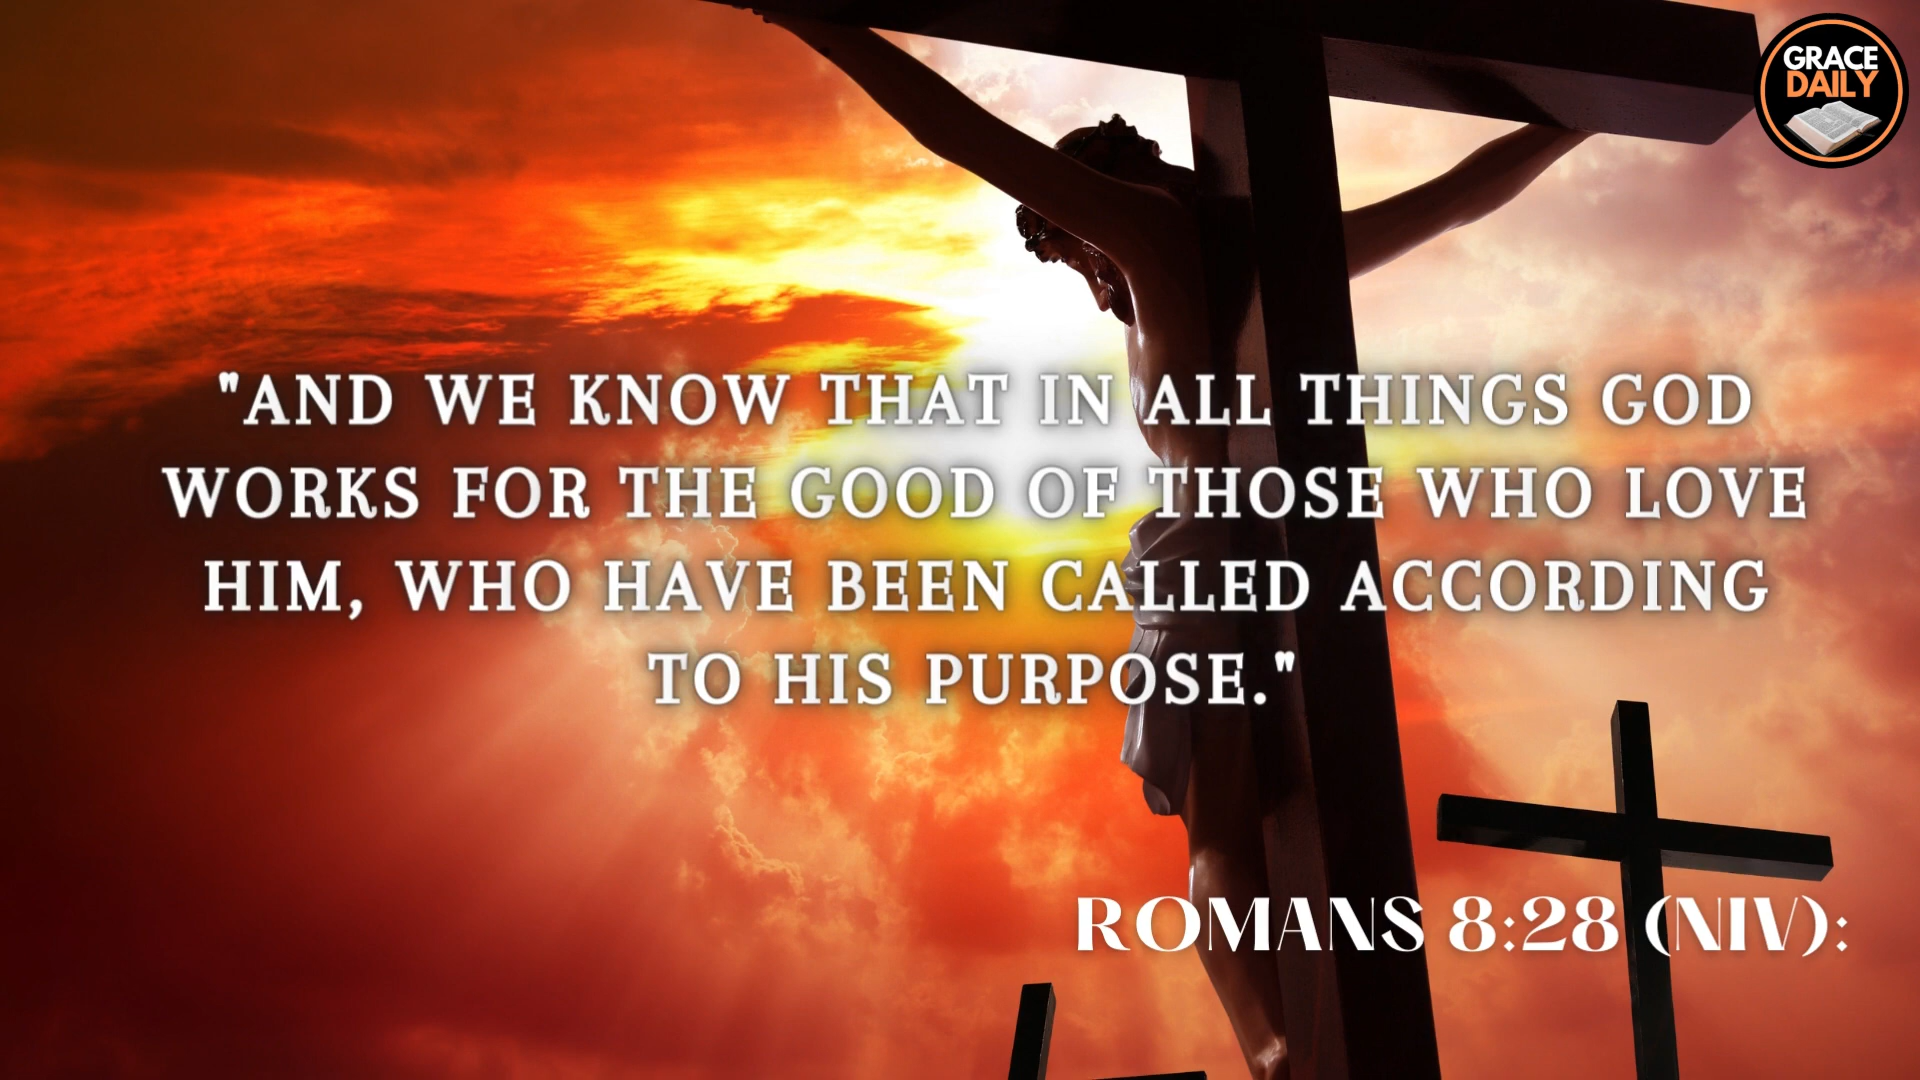 GRACE
DAILY
"AND WE KNOW THAT IN ALL THINGS GOD
WORKS FOR THE GOOD OF THOSE WHO LOVE
HIM, WHO HAVE BEEN CALLED ACCORDING
TO HIS PURPOSE."
ROMANS 8:28 (NIV):